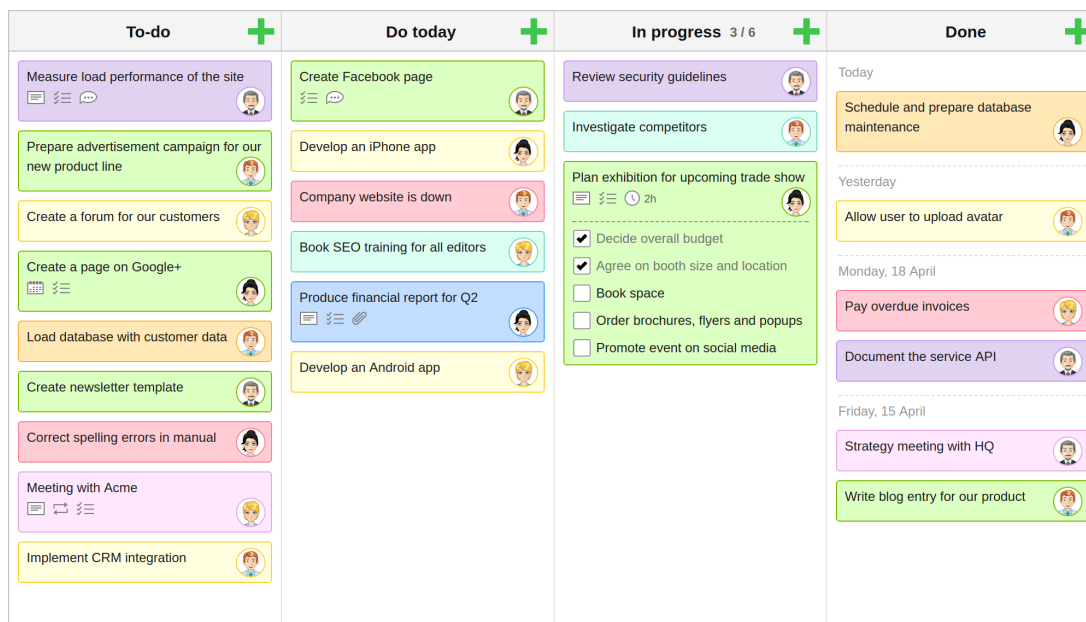 To-do
Measure load performance of the site
Prepare advertisement campaign for our
new product line
Create a forum for our customers
Create a page on Google+
Load database with customer data
Create newsletter template
Correct spelling errors in manual
Meeting with Acme
Implement CRM integration
Do today
Create Facebook page
Develop an iPhone app
Company website is down
Book SEO training for all editors
Produce financial report for Q2
Develop an Android app
In progress 3 / 6
Review security guidelines
Investigate competitors
Plan exhibition for upcoming trade show
2h
Decide overall budget
Agree on booth size and location
Book space
Order brochures, flyers and popups
Promote event on social media
Done
Today
Schedule and prepare database
maintenance
Yesterday
Allow user to upload avatar
Monday, 18 April
Pay overdue invoices
Document the service API
Friday, 15 April
Strategy meeting with HQ
Write blog entry for our product